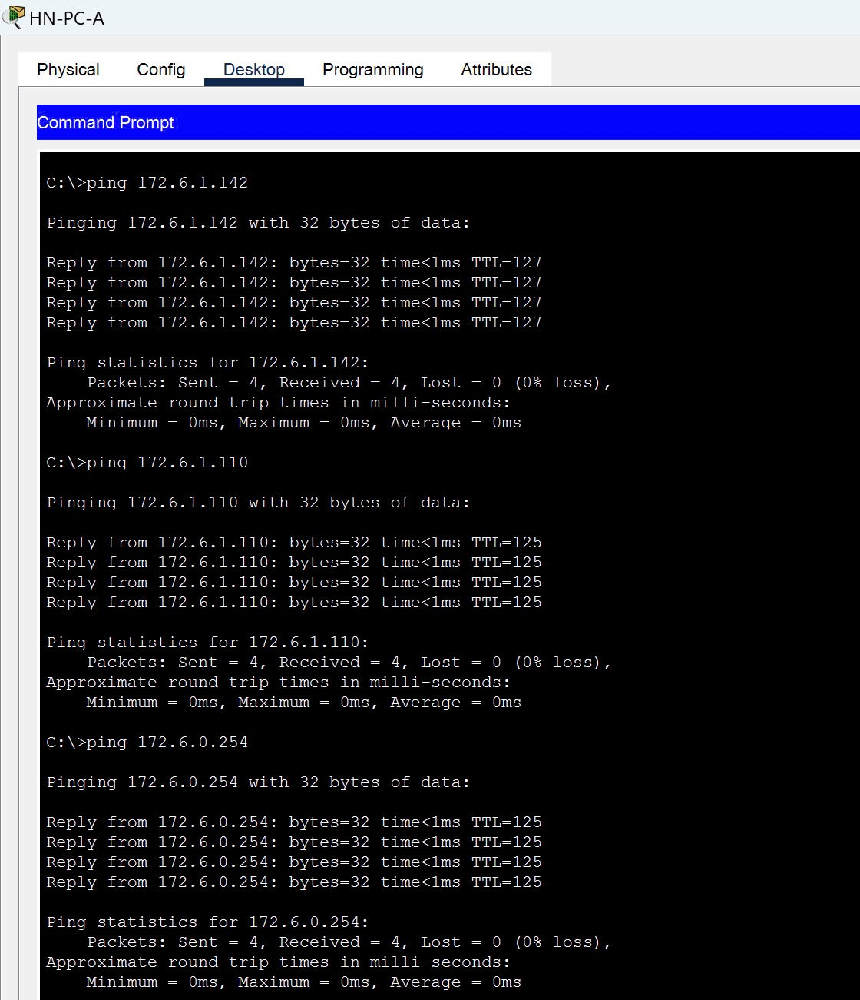 HN-PC-A
Physical Config Desktop Programming Attributes
Command Prompt
C:\>ping 172.6.1.142
Pinging 172.6.1.142 with 32 bytes of data:
Reply from 172.6.1.142: bytes=32 time<1ms TTL=127
Reply from 172.6.1.142: bytes=32 time<1ms TTL=127
Reply from 172.6.1.142: bytes=32 time<1ms TTL=127
Reply from 172.6.1.142: bytes=32 time<1ms TTL=127
Ping statistics for 172.6.1.142:
    Packets: Sent = 4, Received = 4, Lost = 0 (0% loss),
Approximate round trip times in milli-seconds:
    Minimum = 0ms, Maximum = 0ms, Average = 0ms
C:\>ping 172.6.1.110
Pinging 172.6.1.110 with 32 bytes of data:
Reply from 172.6.1.110: bytes=32 time<1ms TTL=125
Reply from 172.6.1.110: bytes=32 time<1ms TTL=125
Reply from 172.6.1.110: bytes=32 time<1ms TTL=125
Reply from 172.6.1.110: bytes=32 time<1ms TTL=125
Ping statistics for 172.6.1.110:
    Packets: Sent = 4, Received = 4, Lost = 0 (0% loss),
Approximate round trip times in milli-seconds:
    Minimum = 0ms, Maximum = 0ms, Average = 0ms
C:\>ping 172.6.0.254
Pinging 172.6.0.254 with 32 bytes of data:
Reply from 172.6.0.254: bytes=32 time<1ms TTL=125
Reply from 172.6.0.254: bytes=32 time<1ms TTL=125
Reply from 172.6.0.254: bytes=32 time<1ms TTL=125
Reply from 172.6.0.254: bytes=32 time<1ms TTL=125
Ping statistics for 172.6.0.254:
    Packets: Sent = 4, Received = 4, Lost = 0 (0% loss),
Approximate round trip times in milli-seconds:
    Minimum = 0ms, Maximum = 0ms, Average = 0ms